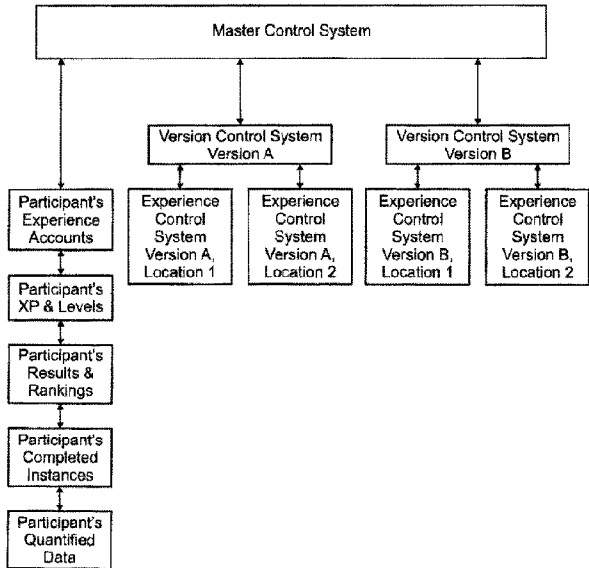 Master Control System
Version Control System
Version A
Version Control System
Version B
Participant's
Experience
Accounts
Experience
Control
System
Version A,
Location 1
Experience
Control
System
Version A,
Location 2
Experience
Control
System
Version B,
Location 1
Experience
Control
System
Version B,
Location 2
Participant's
XP & Levels
Participant's
Results &
Rankings
Participant's
Completed
Instances
Participant's
Quantified
Data